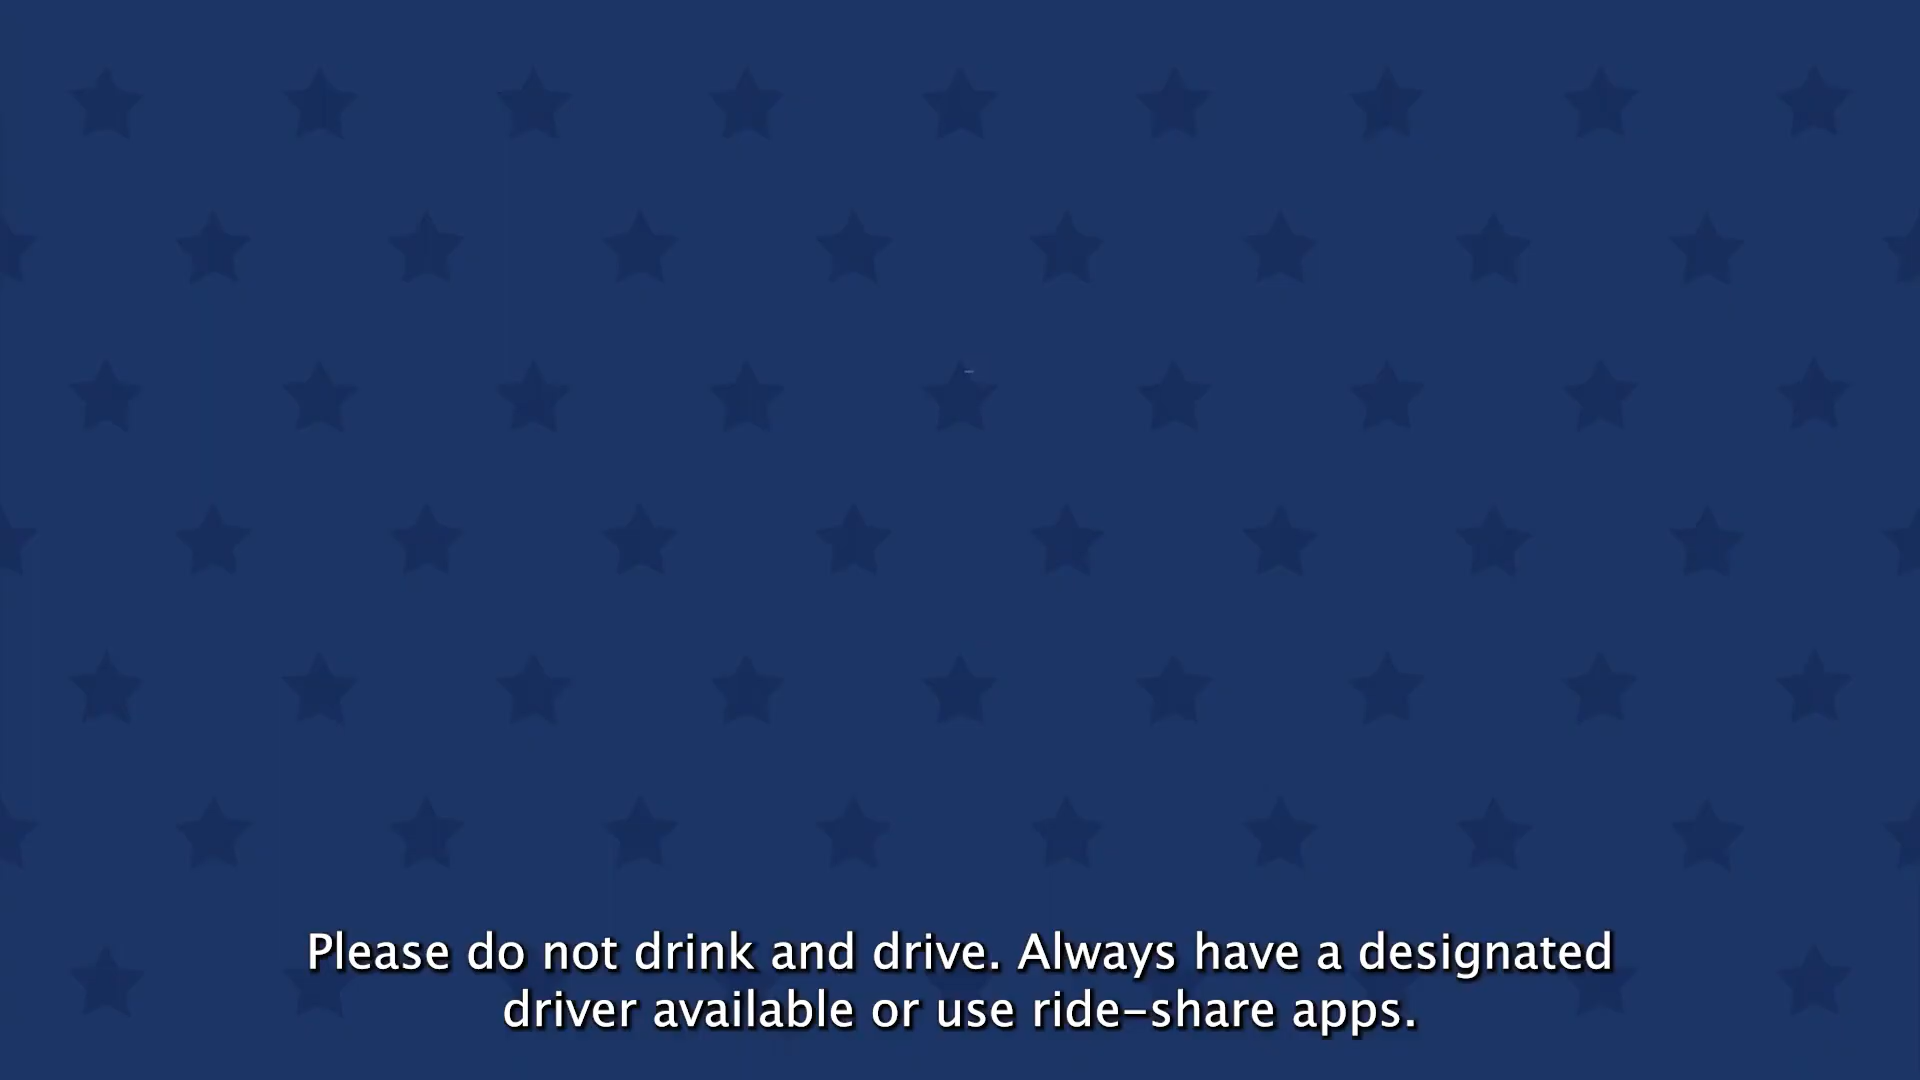 Please do not drink and drive. Always have a designated
driver available or use ride-share apps.